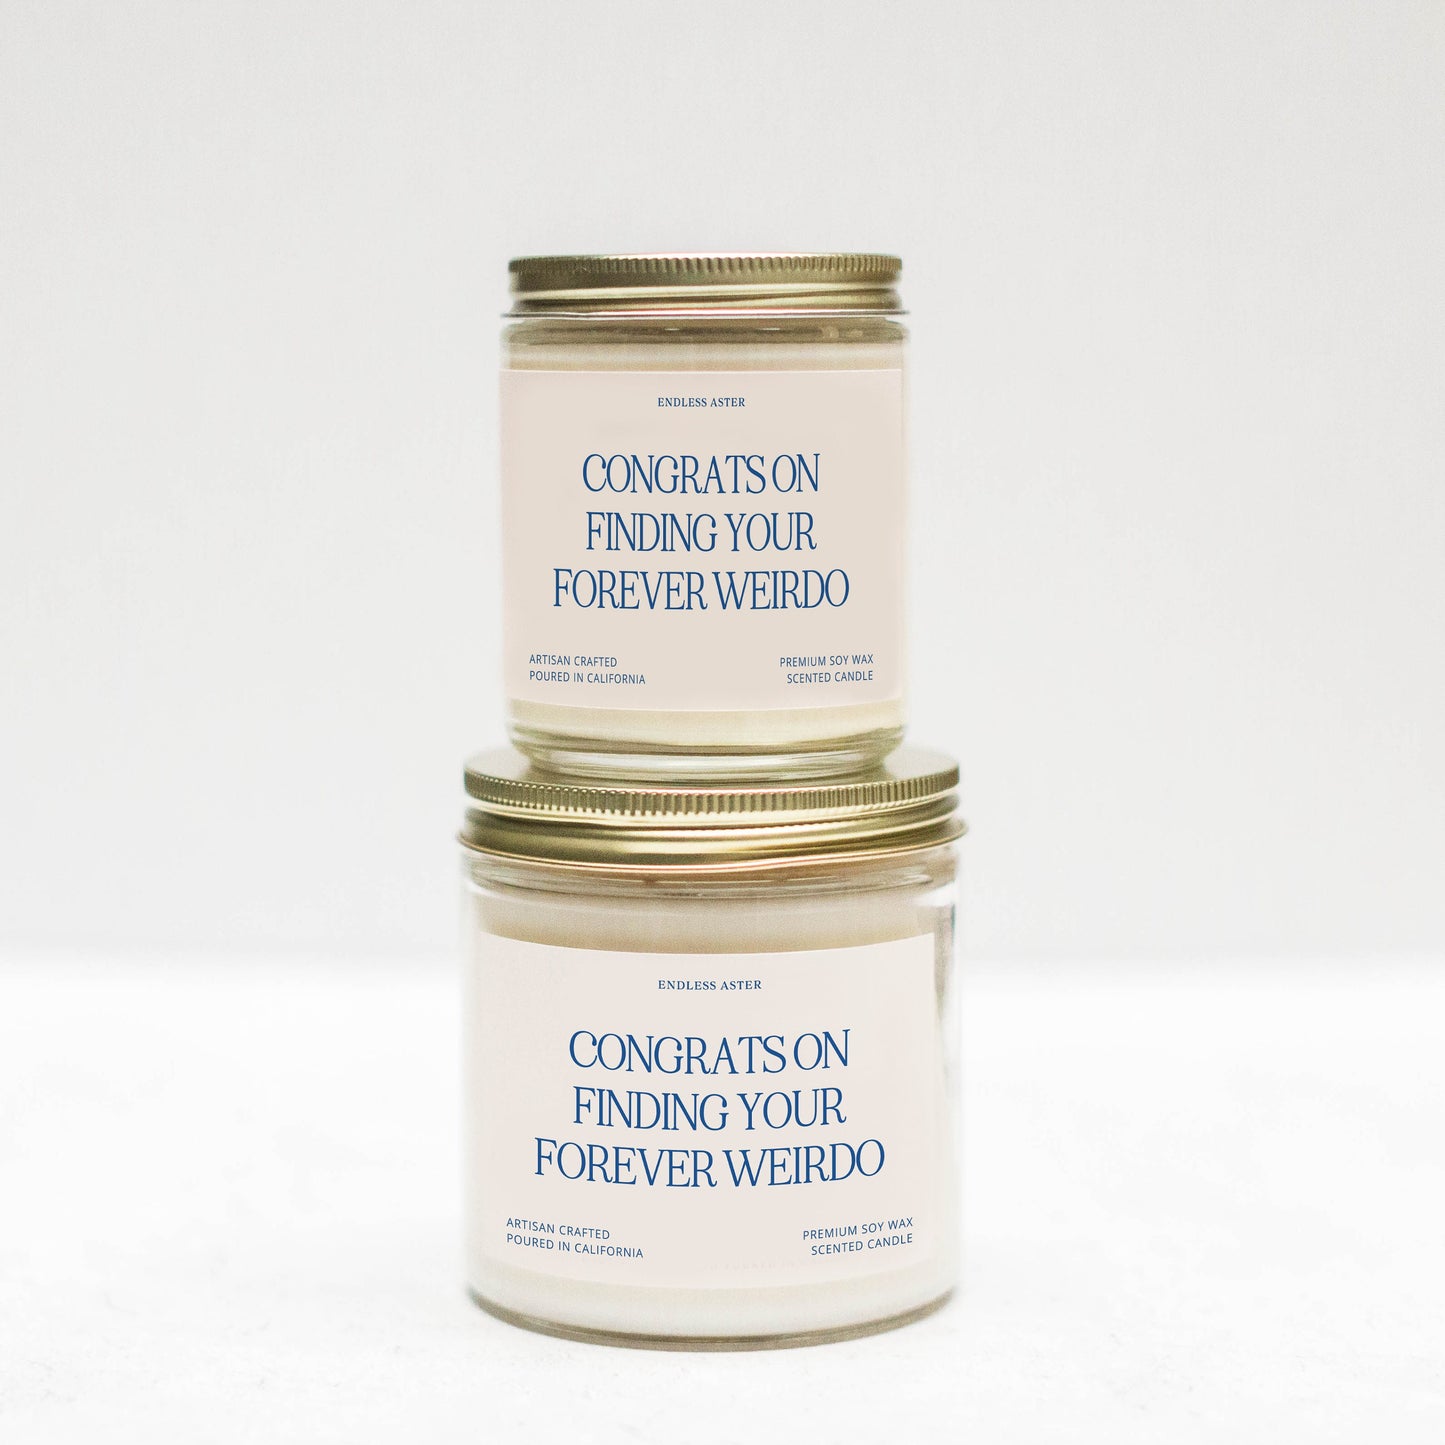 ENDLESS ASTER
CONGRATS ON
FINDING YOUR
FOREVER WEIRDO
ARTISAN CRAFTED
POURED IN CALIFORNIA
PREMIUM SOY WAX
SCENTED CANDLE
ENDLESS ASTER
CONGRATS ON
FINDING YOUR
FOREVER WEIRDO
ARTISAN CRAFTED
POURED IN CALIFORNIA
PREMIUM SOY WAX
SCENTED CANDLE